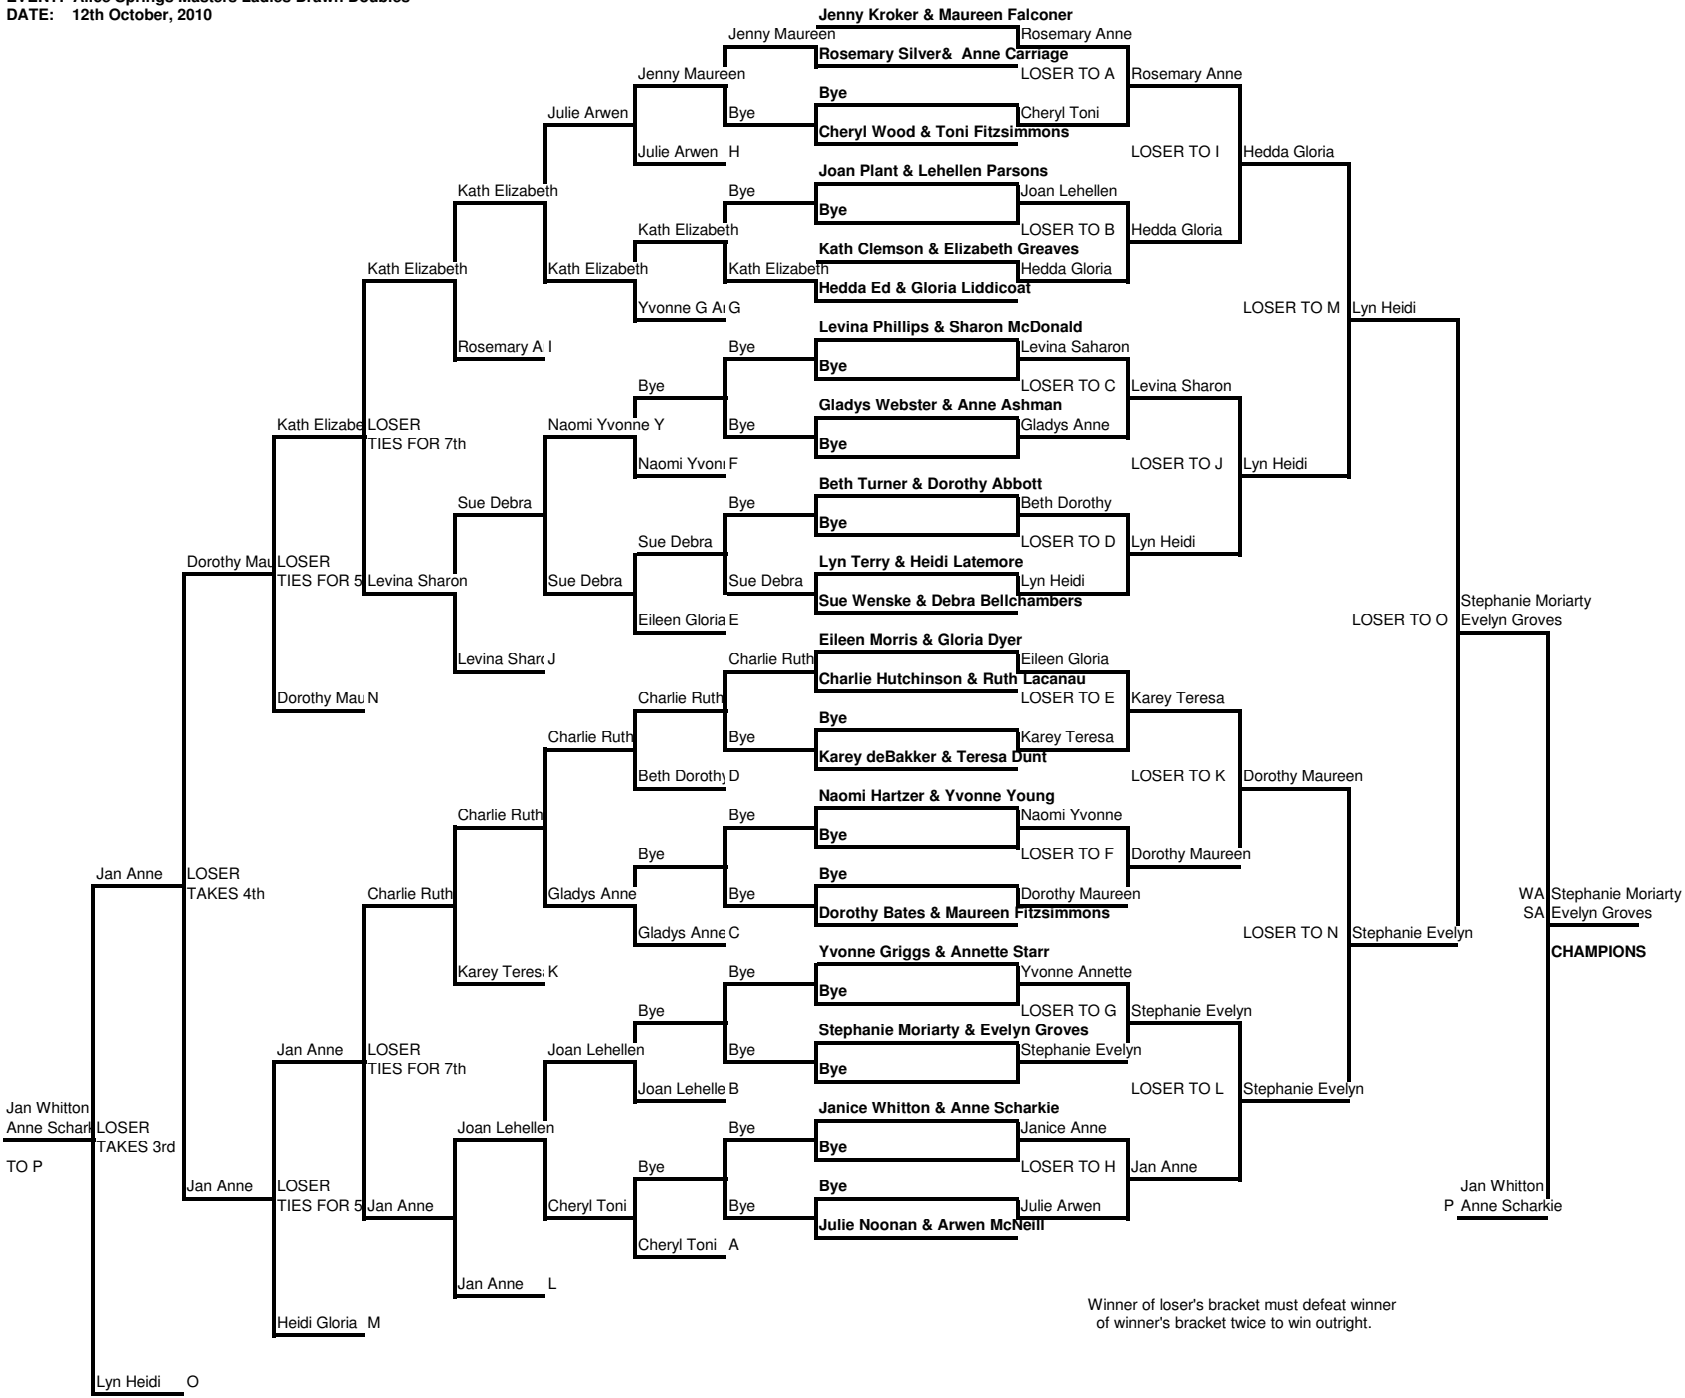 DATE: 12th October, 2010
Jenny Kroker & Maureen Falconer
Jenny Maureen
Rosemary Anne
Rosemary Silver& Anne Carriage
Jenny Maureen
LOSER TO A
Rosemary Anne
Bye
Julie Arwen
Bye
Cheryl Toni
Cheryl Wood & Toni Fitzsimmons
Julie Arwen H
LOSER TO I
Hedda Gloria
Joan Plant & Lehellen Parsons
Kath Elizabeth
Bye
Joan Lehellen
Bye
Kath Elizabeth
LOSER TO B
Hedda Gloria
Kath Clemson & Elizabeth Greaves
Kath Elizabeth
Kath Elizabeth
Kath Elizabeth
Hedda Gloria
Hedda Ed & Gloria Liddicoat
Yvonne G A G
LOSER TO M
Lyn Heidi
Levina Phillips & Sharon McDonald
Rosemary A I
Bye
Levina Saharon
Bye
Bye
LOSER TO C
Levina Sharon
Gladys Webster & Anne Ashman
Kath Elizabe
LOSER
Naomi Yvonne Y
Bye
Gladys Anne
TIES FOR 7th
Bye
Naomi Yvon F
LOSER TO J
Lyn Heidi
Beth Turner & Dorothy Abbott
Sue Debra
Bye
Beth Dorothy
Bye
Sue Debra
LOSER TO D
Lyn Heidi
Dorothy Mau
LOSER
Lyn Terry & Heidi Latemore
TIES FOR 5
Levina Sharon
Sue Debra
Sue Debra
Lyn Heidi
Sue Wenske & Debra Bellchambers
Stephanie Moriarty
Eileen Gloria E
LOSER TO O
Evelyn Groves
Eileen Morris & Gloria Dyer
Levina Shar J
Charlie Ruth
Eileen Gloria
Charlie Hutchinson & Ruth Lacanau
Dorothy Mau N
Charlie Ruth
LOSER TO E
Karey Teresa
Bye
Charlie Ruth
Bye
Karey Teresa
Karey deBakker & Teresa Dunt
Beth Dorothy D
LOSER TO K
Dorothy Maureen
Naomi Hartzer & Yvonne Young
Charlie Ruth
Bye
Naomi Yvonne
Bye
Bye
LOSER TO F
Dorothy Maureen
Jan Anne
LOSER
Bye
TAKES 4th
Charlie Ruth
Gladys Anne
Bye
Dorothy Maureen
WA Stephanie Moriarty
Dorothy Bates & Maureen Fitzsimmons
SA Evelyn Groves
Gladys Anne C
LOSER TO N
Stephanie Evelyn
Yvonne Griggs & Annette Starr
CHAMPIONS
Karey Teres K
Bye
Yvonne Annette
Bye
Bye
LOSER TO G
Stephanie Evelyn
Stephanie Moriarty & Evelyn Groves
Jan Anne
LOSER
Joan Lehellen
Bye
Stephanie Evelyn
TIES FOR 7th
Bye
Joan Lehelle B
LOSER TO L
Stephanie Evelyn
Jan Whitton
Janice Whitton & Anne Scharkie
Anne Schark
LOSER
Joan Lehellen
Bye
Janice Anne
TAKES 3rd
Bye
TO P
Bye
LOSER TO H
Jan Anne
Jan Anne
LOSER
Bye
Jan Whitton
TIES FOR 5
Jan Anne
Cheryl Toni
Bye
Julie Arwen
P Anne Scharkie
Julie Noonan & Arwen McNeill
Cheryl Toni A
Jan Anne L
Winner of loser's bracket must defeat winner
of winner's bracket twice to win outright.
Heidi Gloria M
Lyn Heidi O